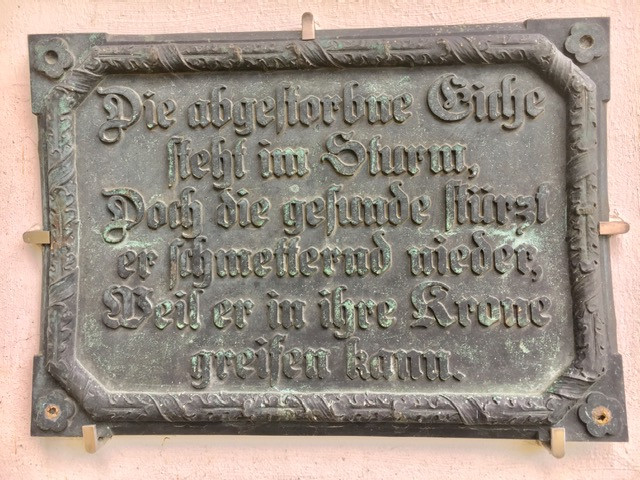 Die abgestorbne Eiche
steht im Sturm,
Doch die gesunde stürzt
er schmetternd nieder,
Weil er in ihre Krone
greifen kann.